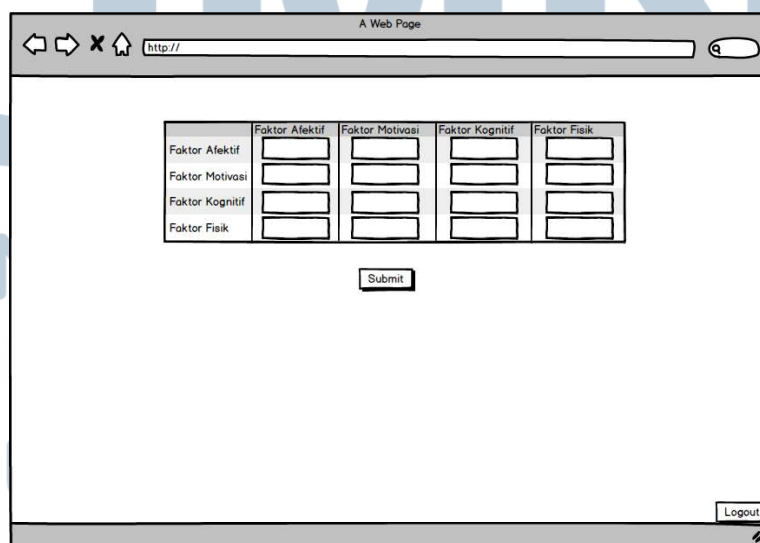 A Web Page
http://
Faktor Afektif Faktor Motivasi Faktor Kognitif Faktor Fisik
Faktor Afektif
Faktor Motivasi
Faktor Kognitif
Faktor Fisik
Submit
Logout